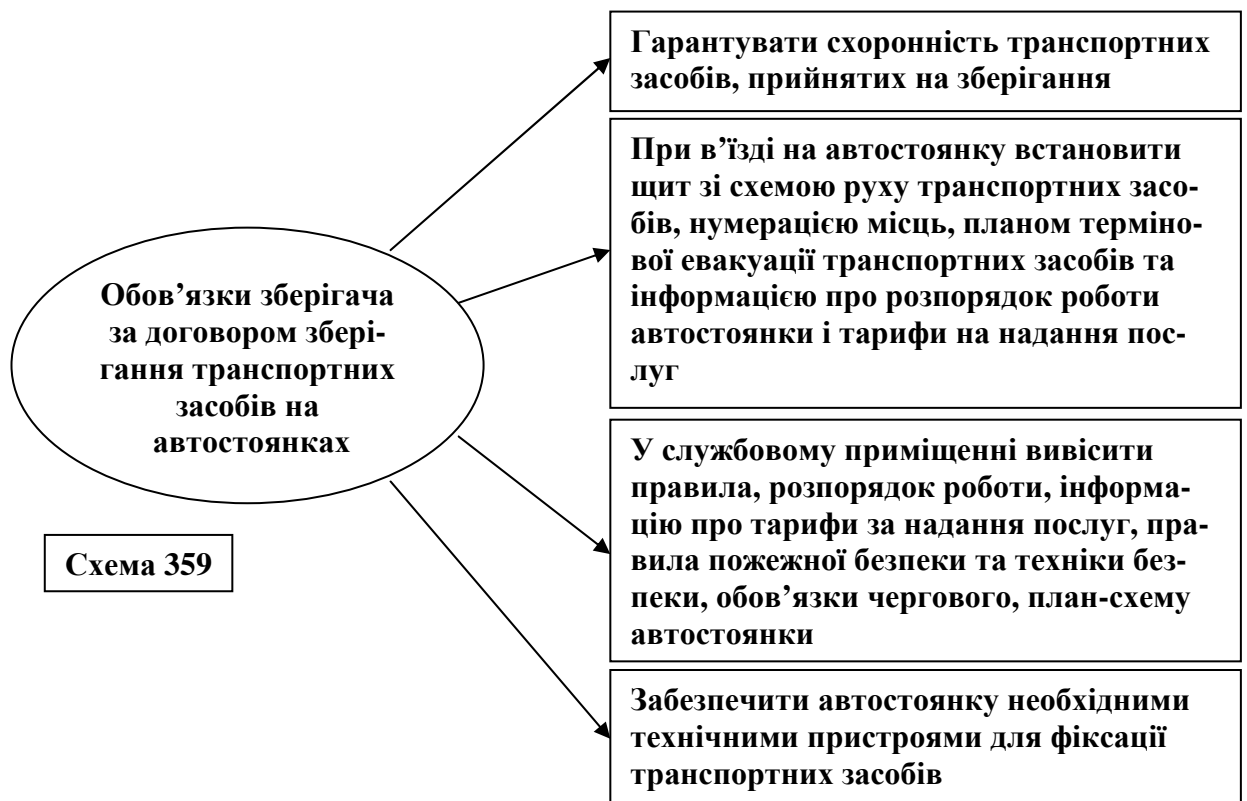 Гарантувати схоронність транспортних
засобів, прийнятих на зберігання
При в’їзді на автостоянку встановити
щит зі схемою руху транспортних засо-
бів, нумерацією місць, планом терміно-
вої евакуації транспортних засобів та
інформацією про розпорядок роботи
автостоянки і тарифи на надання пос-
луг
Обов’язки зберігача
за договором збері-
гання транспортних
засобів на
автостоянках
У службовому приміщенні вивісити
правила, розпорядок роботи, інформа-
цію про тарифи за надання послуг, пра-
вила пожежної безпеки та техніки без-
пеки, обов’язки чергового, план-схему
автостоянки
Схема 359
Забезпечити автостоянку необхідними
технічними пристроями для фіксації
транспортних засобів